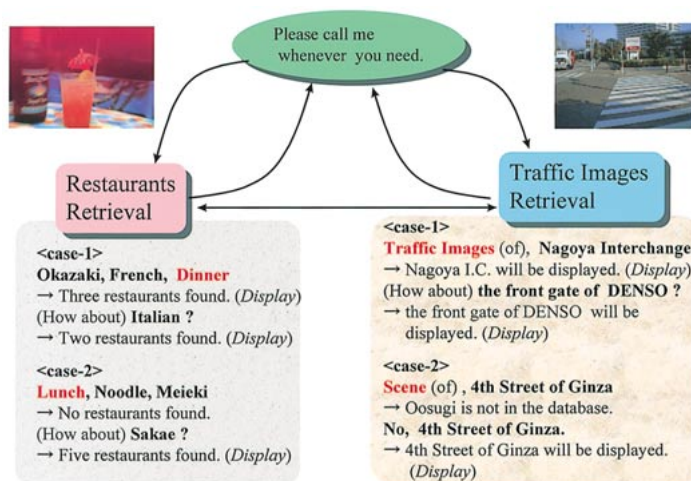 Please call me
whenever you need.
Restaurants
Retrieval
Traffic Images
Retrieval
<case-1>
Okazaki, French, Dinner
→ Three restaurants found. (Display)
(How about) Italian ?
→ Two restaurants found. (Display)
<case-2>
Lunch, Noodle, Meieki
→ No restaurants found.
(How about) Sakae ?
→ Five restaurants found. (Display)
<case-1>
Traffic Images (of), Nagoya Interchange
→ Nagoya I.C. will be displayed. (Display)
(How about) the front gate of DENSO ?
→ the front gate of DENSO will be
displayed. (Display)
<case-2>
Scene (of) , 4th Street of Ginza
→ Oosugi is not in the database.
No, 4th Street of Ginza.
→ 4th Street of Ginza will be displayed.
(Display)